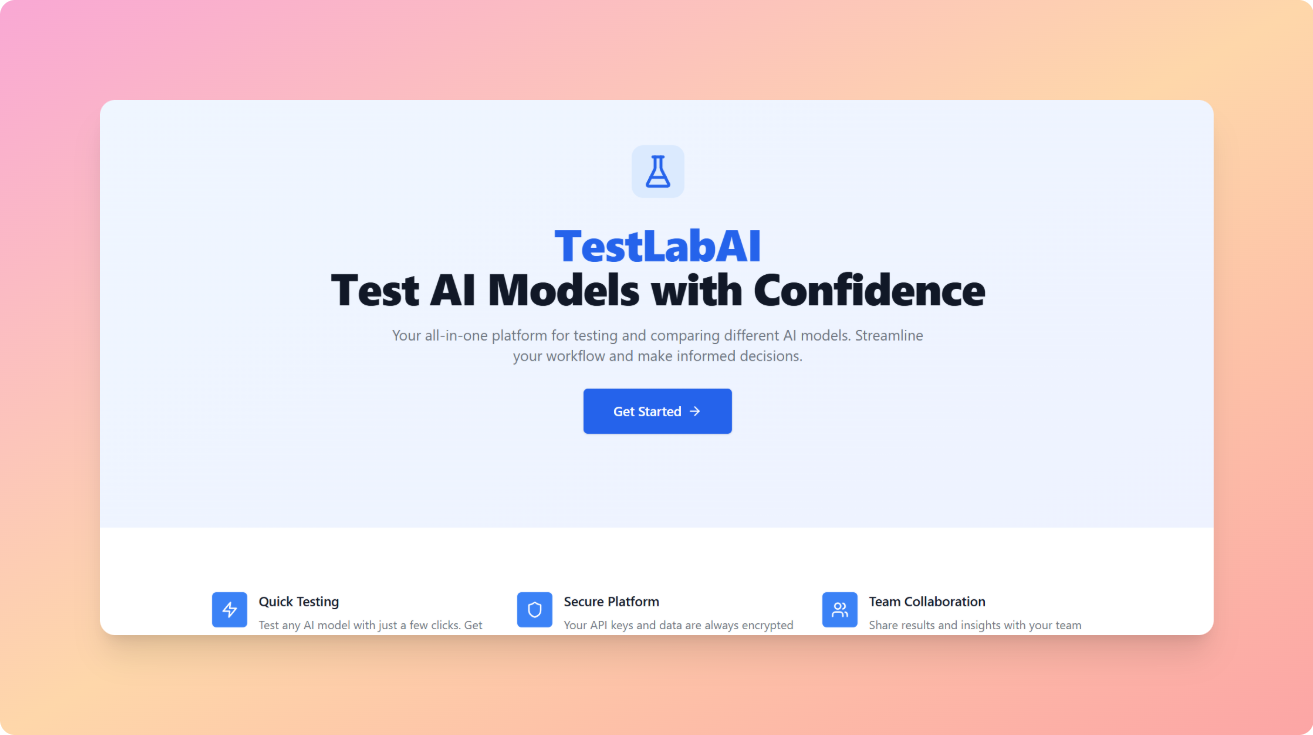 TestLabAI
Test AI Models with Confidence
Your all-in-one platform for testing and comparing different AI models. Streamline
your workflow and make informed decisions.
Get Started
Quick Testing
Test any AI model with just a few clicks. Get
Secure Platform
Your API keys and data are always encrypted
Team Collaboration
Share results and insights with your team